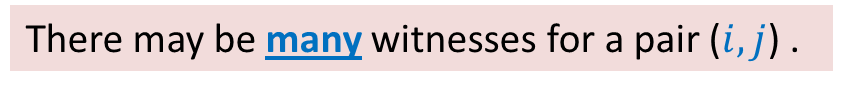 There may be many witnesses for a pair (i, j) .